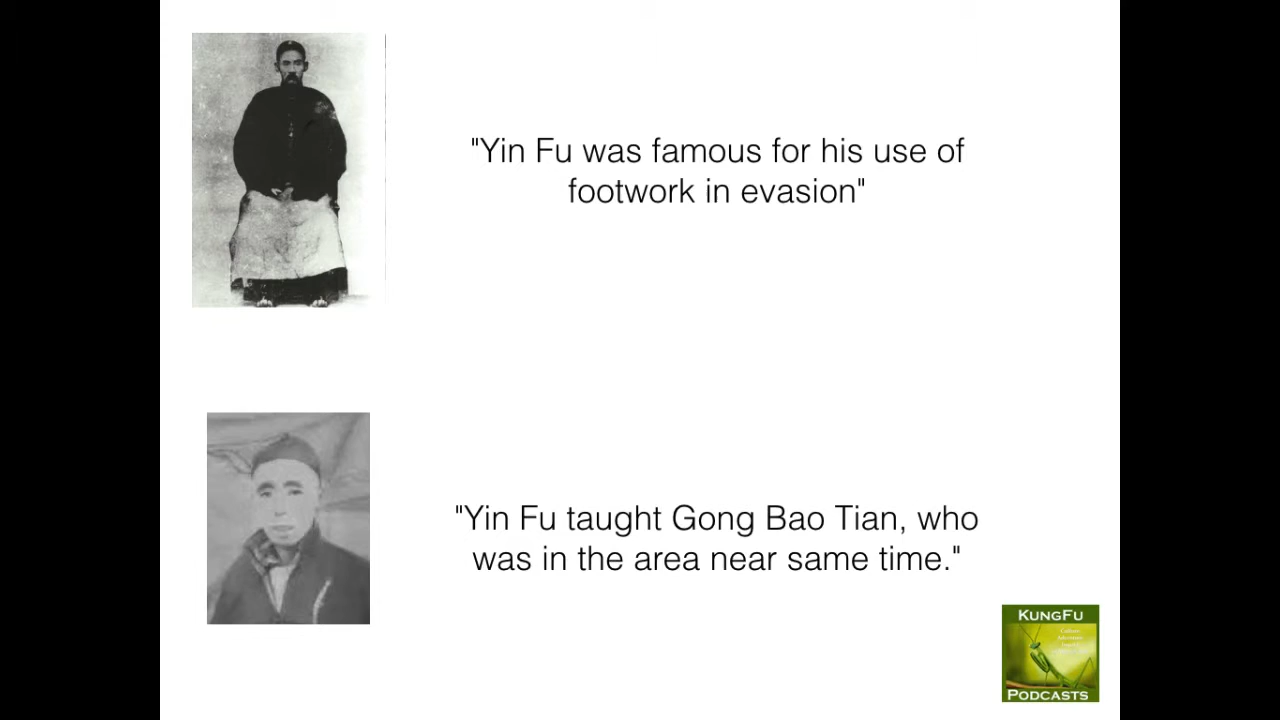 "Yin Fu was famous for his use of
footwork in evasion"
"Yin Fu taught Gong Bao Tian, who
was in the area near same time."
KUNGFU
PODCASTS